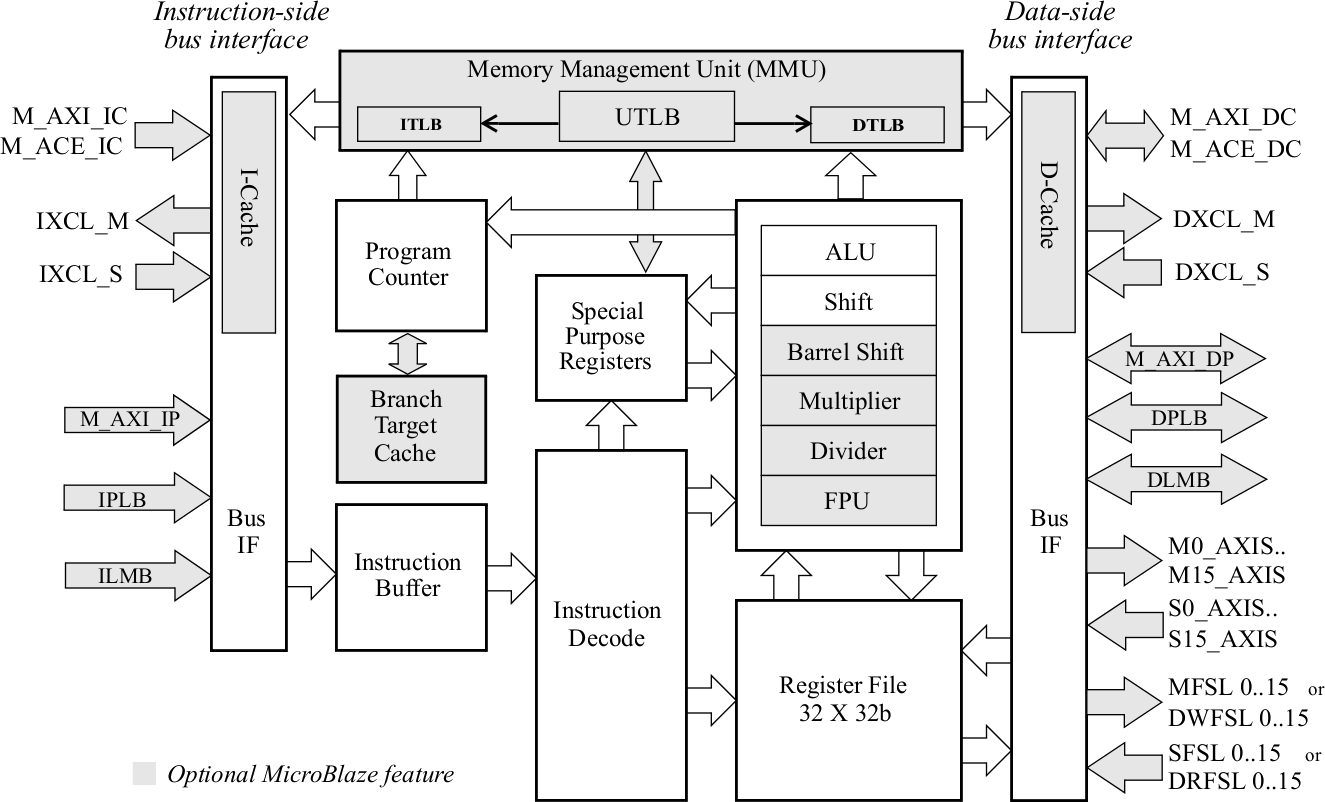 Instruction-side
bus interface
Data-side
bus interface
Memory Management Unit (MMU)
ITLB
UTLB
DTLB
M_AXI_IC
M_ACE_IC
IXCL_M
IXCL_S
M_AXI_IP
IPLB
ILMB
I-Cache
Bus
IF
Program
Counter
Branch
Target
Cache
Instruction
Buffer
Special
Purpose
Registers
Instruction
Decode
ALU
Shift
Barrel Shift
Multiplier
Divider
FPU
Register File
32 X 32b
D-Cache
Bus
IF
M_AXI_DC
M_ACE_DC
DXCL_M
DXCL_S
M_AXI_DP
DPLB
DLMB
M0_AXIS..
M15_AXIS
S0_AXIS..
S15_AXIS
MFSL 0..15 or
DWFSL 0..15
SFSL 0..15 or
DRFSL 0..15
Optional MicroBlaze feature